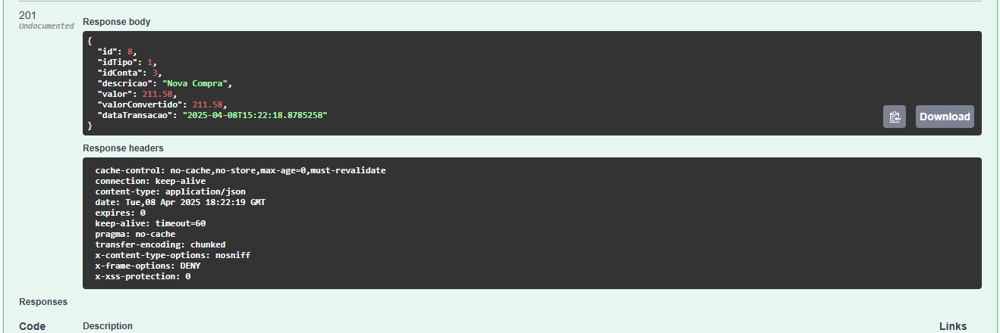 201
Undocumented
Response body
{
  "id": 8,
  "idTipo": 1,
  "idConta": 3,
  "descricao": "Nova Compra",
  "valor": 211.58,
  "valorConvertido": 211.58,
  "dataTransacao": "2025-04-08T15:22:18.8785258"
}
Download
Response headers
cache-control: no-cache,no-store,max-age=0,must-revalidate
connection: keep-alive
content-type: application/json
date: Tue,08 Apr 2025 18:22:19 GMT
expires: 0
keep-alive: timeout=60
pragma: no-cache
transfer-encoding: chunked
x-content-type-options: nosniff
x-frame-options: DENY
x-xss-protection: 0
Responses
Code Description Links